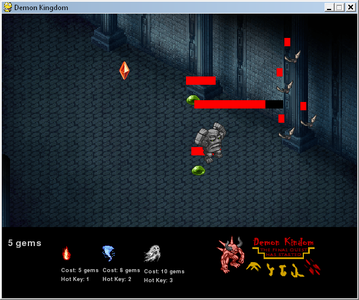 Demon Kingdom
5 gems
Cost: 5 gems
Hot Key: 1
Cost: 8 gems
Hot Key: 2
Cost: 10 gems
Hot Key: 3
Demon Kindom